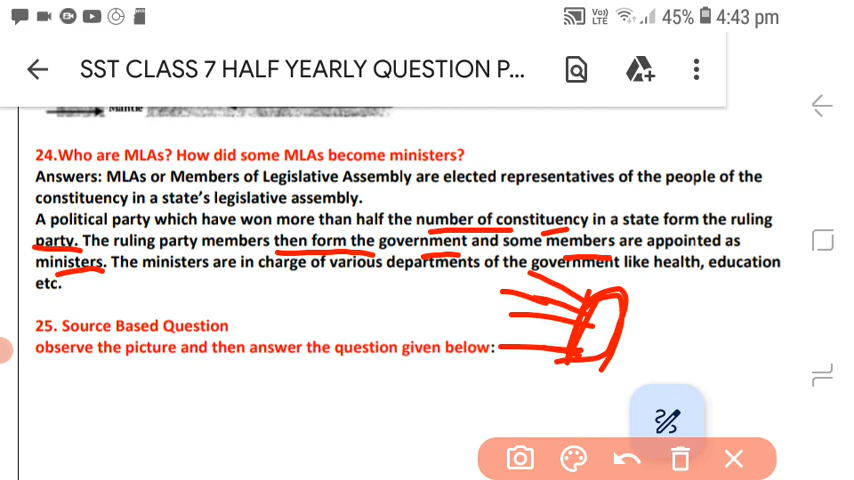 Vo))
LTE
45%
4:43 pm
SST CLASS 7 HALF YEARLY QUESTION P...
Mantle
24.Who are MLAs? How did some MLAs become ministers?
Answers: MLAs or Members of Legislative Assembly are elected representatives of the people of the
constituency in a state's legislative assembly.
A political party which have won more than half the number of constituency in a state form the ruling
party. The ruling party members then form the government and some members are appointed as
ministers. The ministers are in charge of various departments of the government like health, education
etc.
25. Source Based Question
observe the picture and then answer the question given below: